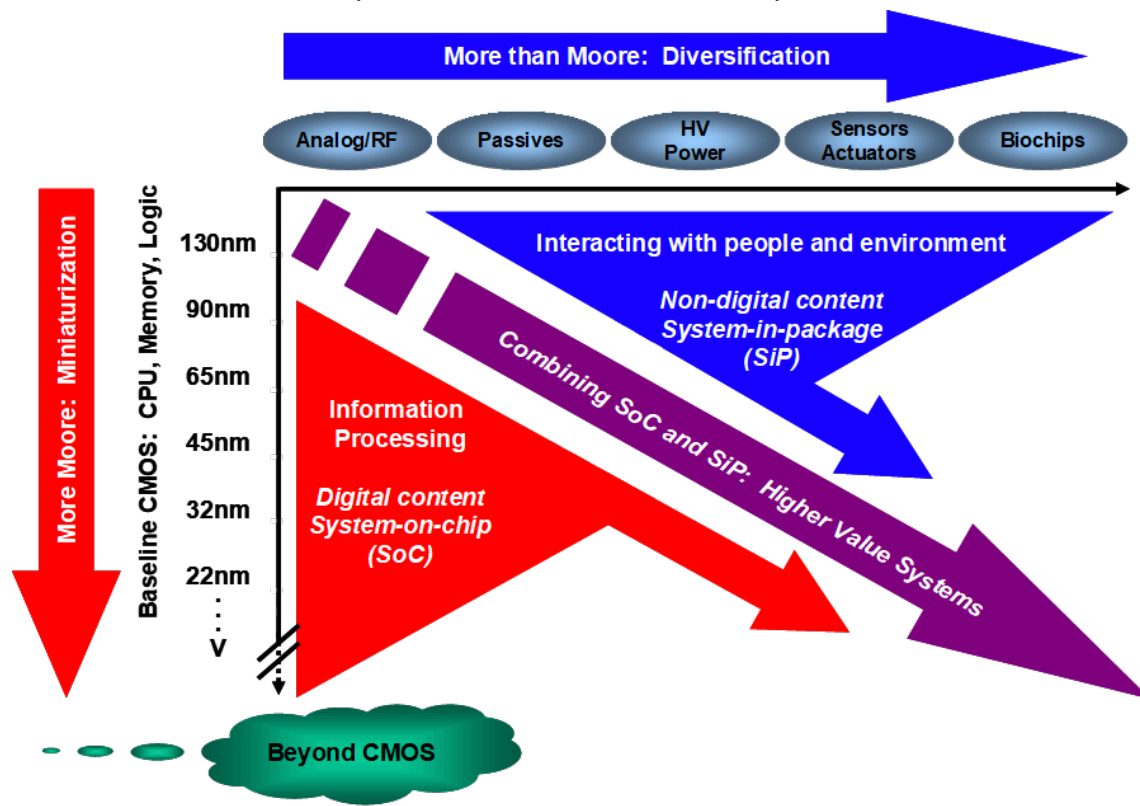 More than Moore: Diversification
Analog/RF
Passives
HV
Power
Sensors
Actuators
Biochips
More Moore: Miniaturization
Baseline CMOS: CPU, Memory, Logic
130nm
90nm
65nm
45nm
32nm
22nm
V
Interacting with people and environment
Non-digital content
System-in-package
(SiP)
Combining SoC and SiP: Higher Value Systems
Information
Processing
Digital content
System-on-chip
(SoC)
Beyond CMOS